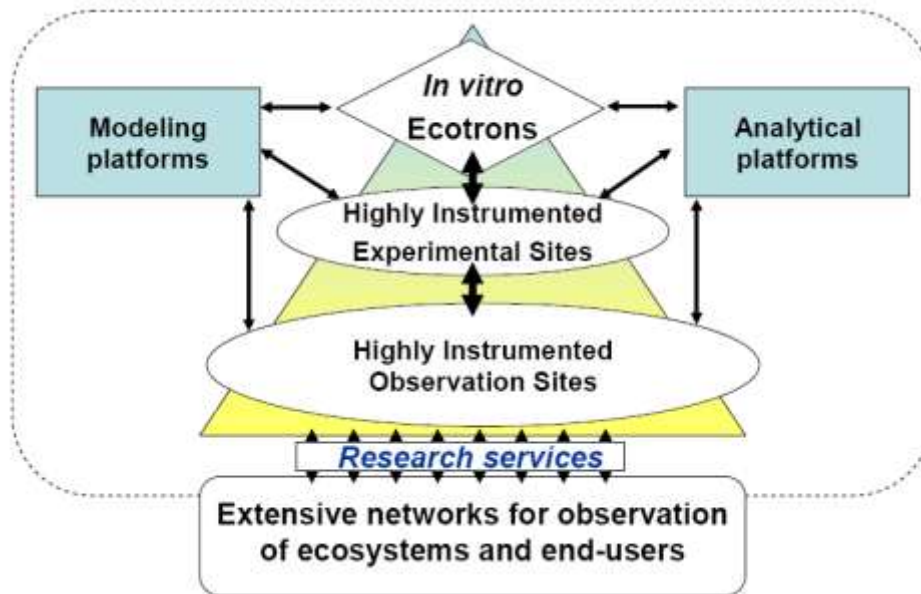 In vitro
Ecotrons
Modeling
platforms
Analytical
platforms
Highly Instrumented
Experimental Sites
Highly Instrumented
Observation Sites
Research services
Extensive networks for observation
of ecosystems and end-users